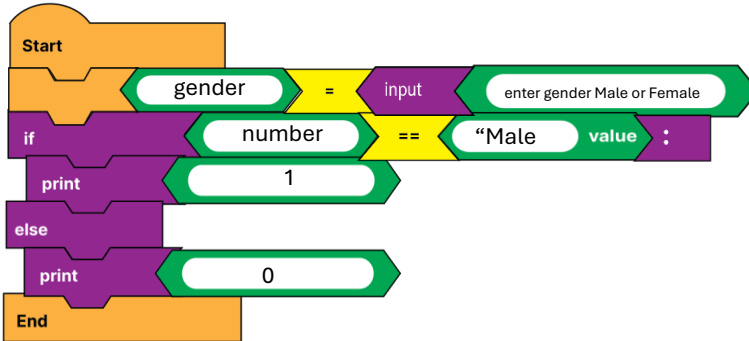 Start
gender = input enter gender Male or Female
if number == “Male value :
print 1
else
print 0
End